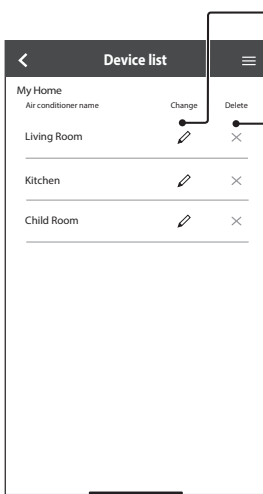 Device list
My Home
Air conditioner name Change Delete
Living Room
Kitchen
Child Room